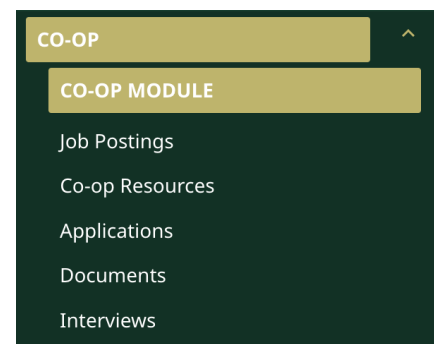 CO-OP
CO-OP MODULE
Job Postings
Co-op Resources
Applications
Documents
Interviews